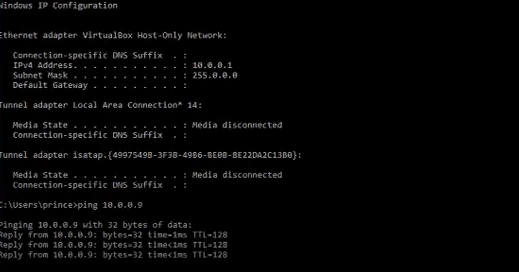 Windows IP Configuration
Ethernet adapter VirtualBox Host-Only Network:
Connection-specific DNS Suffix . :
IPv4 Address. . . . . . . . . . . : 10.0.0.1
Subnet Mask . . . . . . . . . . . : 255.0.0.0
Default Gateway . . . . . . . . . :
Tunnel adapter Local Area Connection* 14:
Media State . . . . . . . . . . . : Media disconnected
Connection-specific DNS Suffix . :
Tunnel adapter isatap.{4997549B-3F3B-49B6-BE0B-8E22DA2C13B0}:
Media State . . . . . . . . . . . : Media disconnected
Connection-specific DNS Suffix . :
C:\Users\prince>ping 10.0.0.9
Pinging 10.0.0.9 with 32 bytes of data:
Reply from 10.0.0.9: bytes=32 time=1ms TTL=128
Reply from 10.0.0.9: bytes=32 time<1ms TTL=128
Reply from 10.0.0.9: bytes=32 time<1ms TTL=128